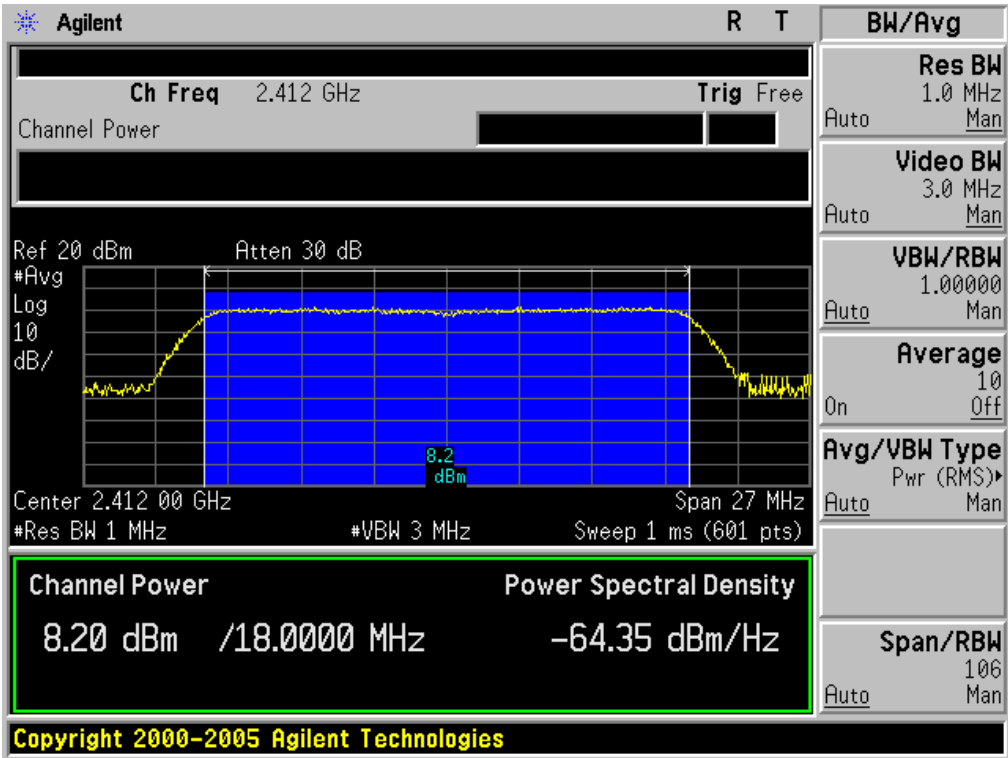 Agilent R T
Ch Freq 2.412 GHz Trig Free
Channel Power
Ref 20 dBm Atten 30 dB
#Avg
Log
10
dB/
8.2
dBm
Center 2.412 00 GHz Span 27 MHz
#Res BW 1 MHz #VBW 3 MHz Sweep 1 ms (601 pts)
Channel Power Power Spectral Density
8.20 dBm /18.0000 MHz -64.35 dBm/Hz
Copyright 2000-2005 Agilent Technologies
BW/Avg
Res BW
1.0 MHz
Auto Man
Video BW
3.0 MHz
Auto Man
VBW/RBW
1.00000
Auto Man
Average
10
On Off
Avg/VBW Type
Pwr (RMS)▸
Auto Man
Span/RBW
106
Auto Man